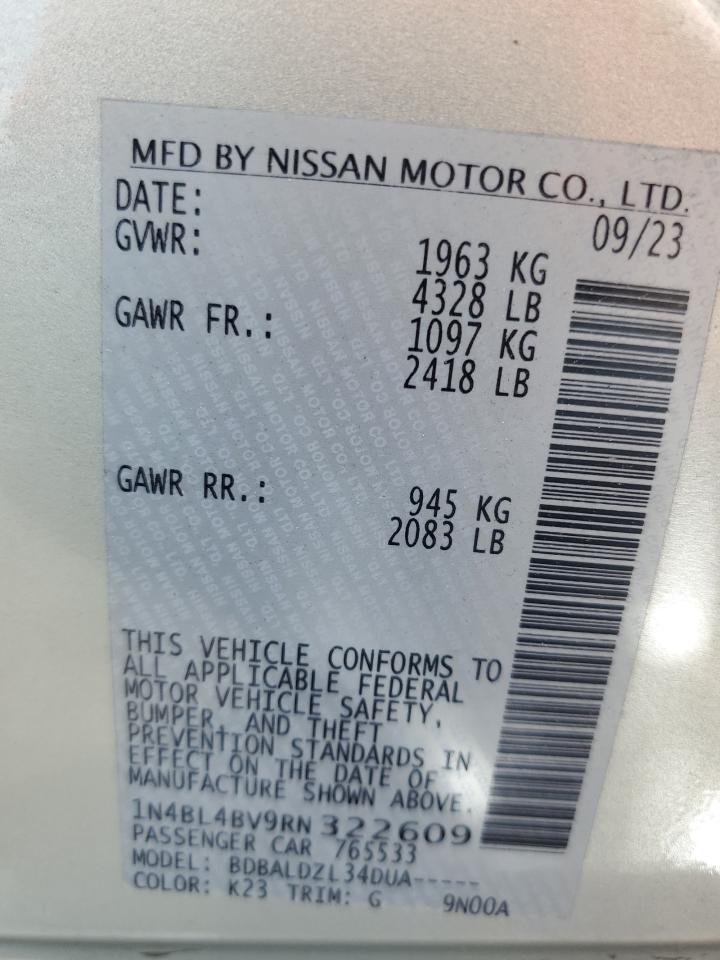 MFD BY NISSAN MOTOR CO., LTD.
DATE: 09/23
GVWR: 1963 KG
4328 LB
GAWR FR.: 1097 KG
2418 LB
GAWR RR.: 945 KG
2083 LB
THIS VEHICLE CONFORMS TO
ALL APPLICABLE FEDERAL
MOTOR VEHICLE SAFETY,
BUMPER, AND THEFT
PREVENTION STANDARDS IN
EFFECT ON THE DATE OF
MANUFACTURE SHOWN ABOVE.
1N4BL4BV9RN322609
PASSENGER CAR 765533
MODEL: BDBALDZL34DUA-----
COLOR: K23 TRIM: G 9N00A